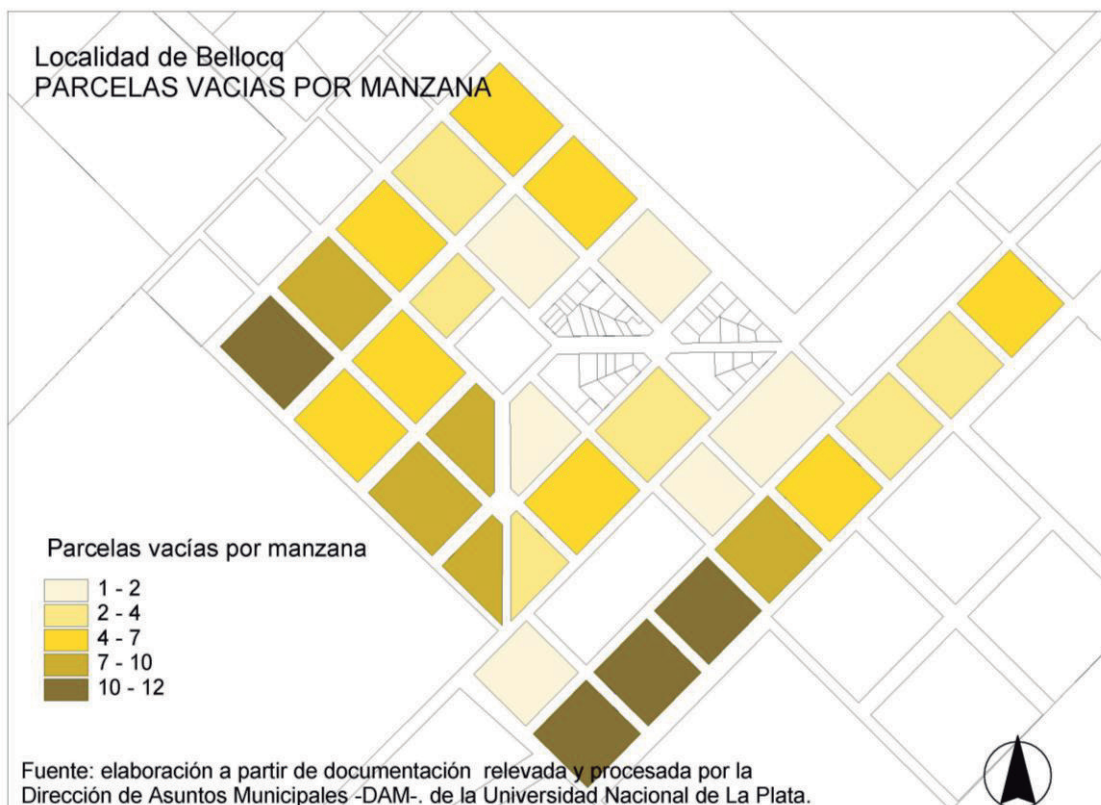 Localidad de Bellocq
PARCELAS VACIAS POR MANZANA
Parcelas vacías por manzana
1 - 2
2 - 4
4 - 7
7 - 10
10 - 12
Fuente: elaboración a partir de documentación relevada y procesada por la
Dirección de Asuntos Municipales -DAM-. de la Universidad Nacional de La Plata.